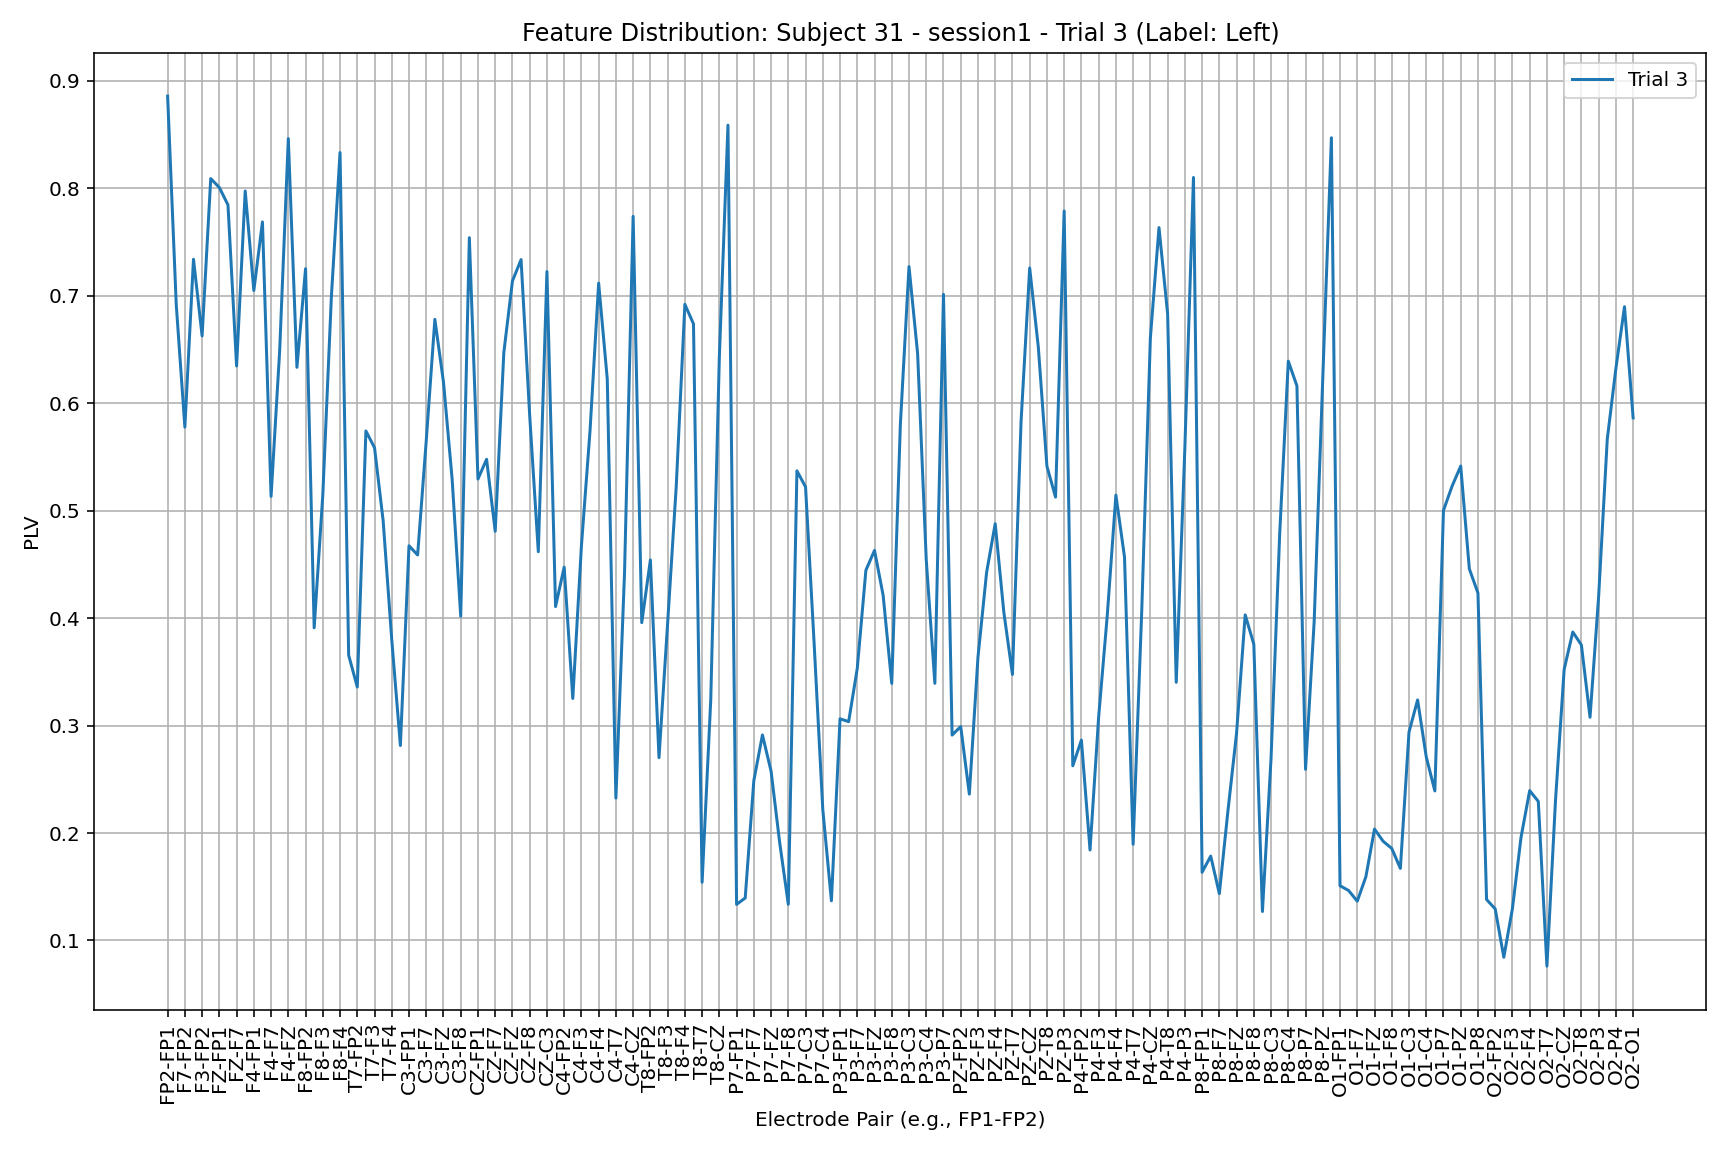 Feature Distribution: Subject 31 - session1 - Trial 3 (Label: Left)
Trial 3
PLV
0.9
0.8
0.7
0.6
0.5
0.4
0.3
0.2
0.1
FP2-FP1
F7-FP2
F3-FP2
FZ-FP1
FZ-F7
F4-FP1
F4-F7
F4-FZ
F8-FP2
F8-F3
F8-F4
T7-FP2
T7-F3
T7-F4
C3-FP1
C3-F7
C3-FZ
C3-F8
CZ-FP1
CZ-F7
CZ-FZ
CZ-F8
CZ-C3
C4-FP2
C4-F3
C4-F4
C4-T7
C4-CZ
T8-FP2
T8-F3
T8-F4
T8-T7
T8-CZ
P7-FP1
P7-F7
P7-FZ
P7-F8
P7-C3
P7-C4
P3-FP1
P3-F7
P3-FZ
P3-F8
P3-C3
P3-C4
P3-P7
PZ-FP2
PZ-F3
PZ-F4
PZ-T7
PZ-CZ
PZ-T8
PZ-P3
P4-FP2
P4-F3
P4-F4
P4-T7
P4-CZ
P4-T8
P4-P3
P8-FP1
P8-F7
P8-FZ
P8-F8
P8-C3
P8-C4
P8-P7
P8-PZ
O1-FP1
O1-F7
O1-FZ
O1-F8
O1-C3
O1-C4
O1-P7
O1-PZ
O1-P8
O2-FP2
O2-F3
O2-F4
O2-T7
O2-CZ
O2-T8
O2-P3
O2-P4
O2-O1
Electrode Pair (e.g., FP1-FP2)